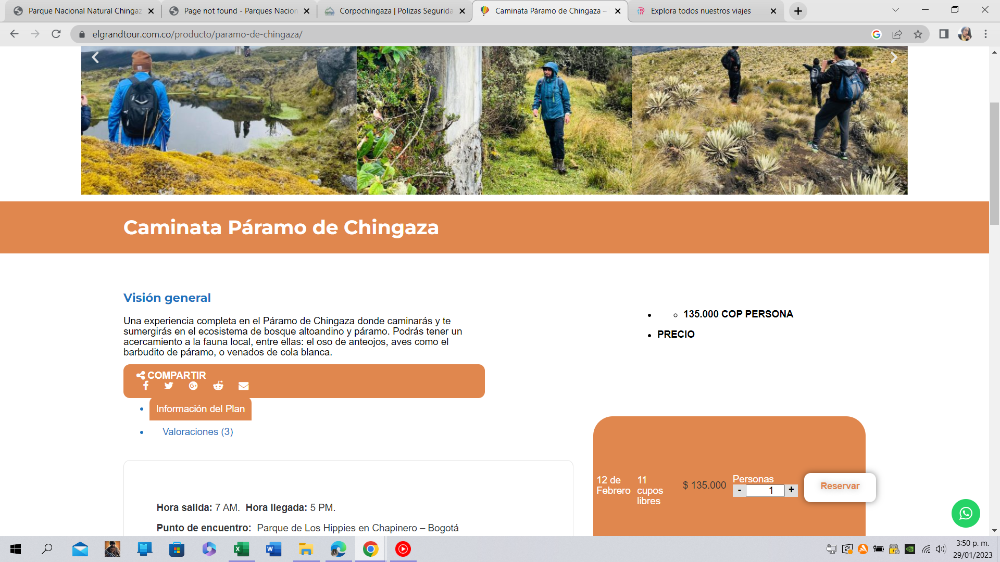 Parque Nacional Natural Chingaz
Page not found - Parques Nacion
Corpochingaza | Polizas Segurida
Caminata Páramo de Chingaza –
Explora todos nuestros viajes
elgrandtour.com.co/producto/paramo-de-chingaza/
Caminata Páramo de Chingaza
Visión general
Una experiencia completa en el Páramo de Chingaza donde caminarás y te
sumergirás en el ecosistema de bosque altoandino y páramo. Podrás tener un
acercamiento a la fauna local, entre ellas: el oso de anteojos, aves como el
barbudito de páramo, o venados de cola blanca.
135.000 COP PERSONA
PRECIO
COMPARTIR
Información del Plan
Valoraciones (3)
12 de
Febrero
11
cupos
libres
$ 135.000
Personas
- 1 +
Reservar
Hora salida: 7 AM. Hora llegada: 5 PM.
Punto de encuentro: Parque de Los Hippies en Chapinero – Bogotá
3:50 p. m.
29/01/2023